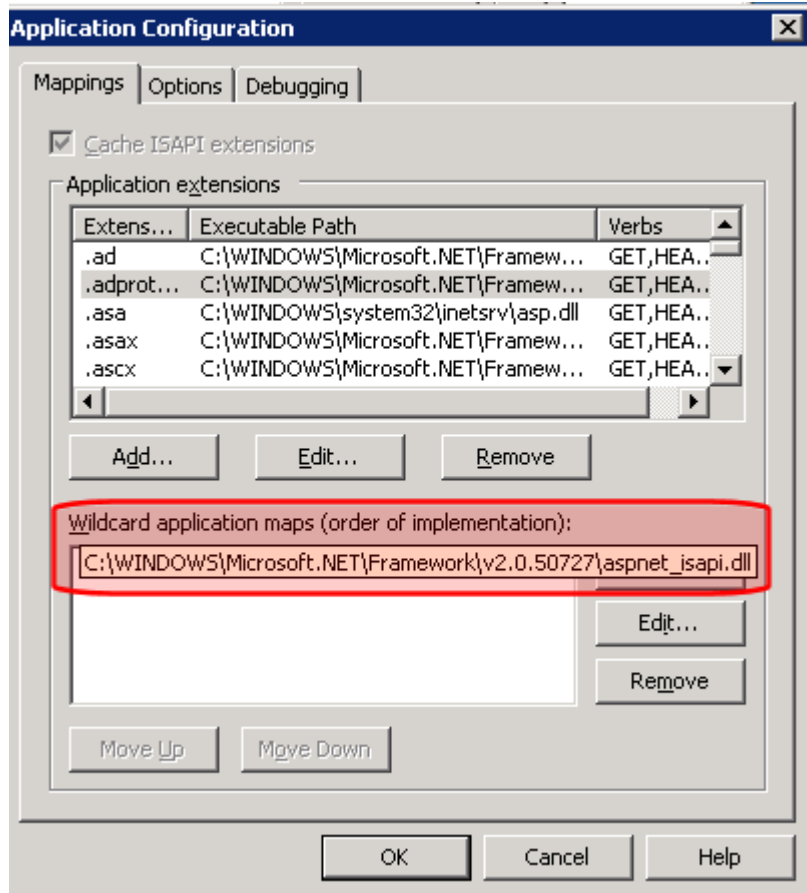 Application Configuration
Mappings Options Debugging
Cache ISAPI extensions
Application extensions
Extens... Executable Path Verbs
.ad C:\WINDOWS\Microsoft.NET\Framew... GET,HEA..
.adprot... C:\WINDOWS\Microsoft.NET\Framew... GET,HEA..
.asa C:\WINDOWS\system32\inetsrv\asp.dll GET,HEA..
.asax C:\WINDOWS\Microsoft.NET\Framew... GET,HEA..
.ascx C:\WINDOWS\Microsoft.NET\Framew... GET,HEA..
Add... Edit... Remove
Wildcard application maps (order of implementation):
C:\WINDOWS\Microsoft.NET\Framework\v2.0.50727\aspnet_isapi.dll
Edit...
Remove
Move Up Move Down
OK Cancel Help